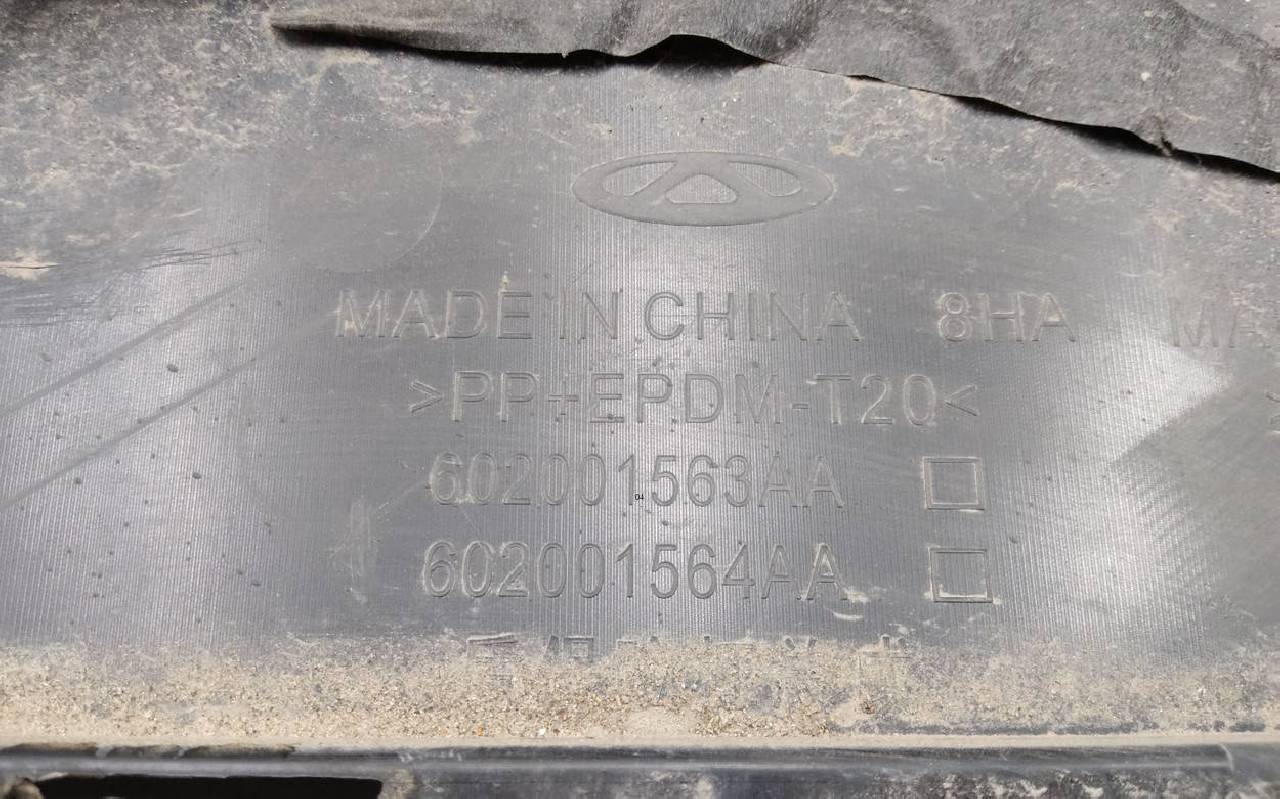 MADE IN CHINA 8HA
>PP+EPDM-T20<
602001563AA
602001564AA